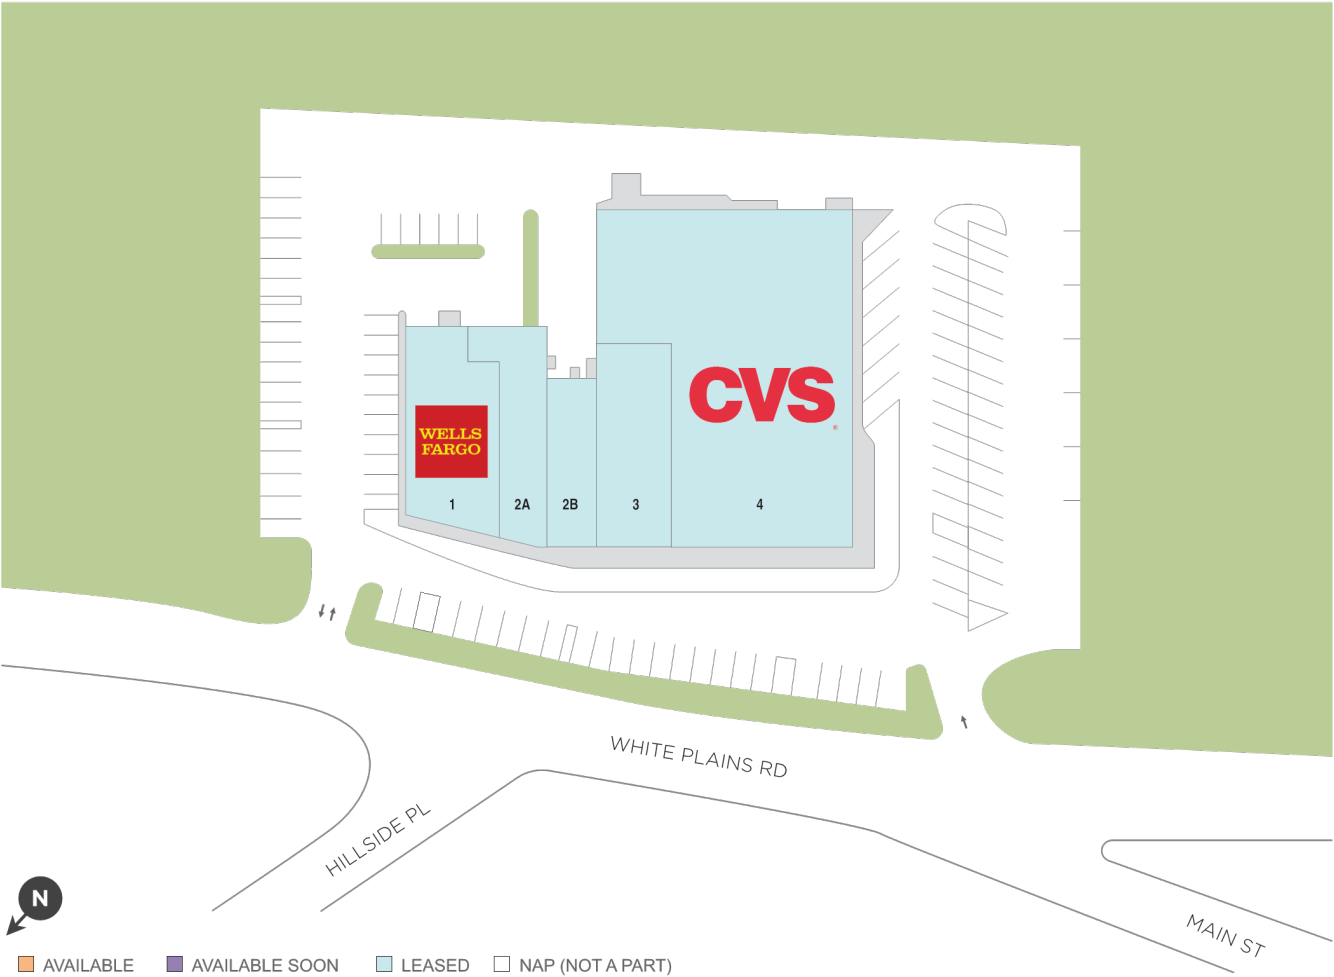 CVS
®
WELLS
FARGO
1
2A
2B
3
4
WHITE PLAINS RD
HILLSIDE PL
MAIN ST
N
AVAILABLE
AVAILABLE SOON
LEASED
NAP (NOT A PART)